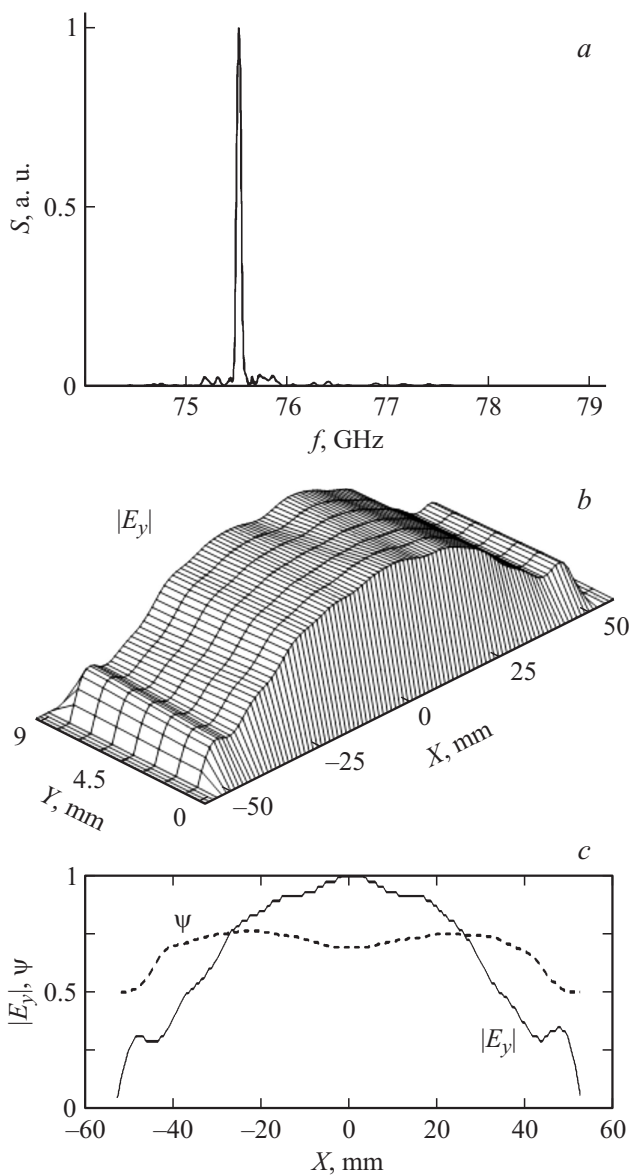 a
1
0.5
0
S, a. u.
75 76 77 78 79
f, GHz
b
|E_y|
50
25
0
−25
−50
X, mm
9
4.5
0
Y, mm
c
1
0.5
0
|E_y|, ψ
ψ
|E_y|
−60 −40 −20 0 20 40 60
X, mm